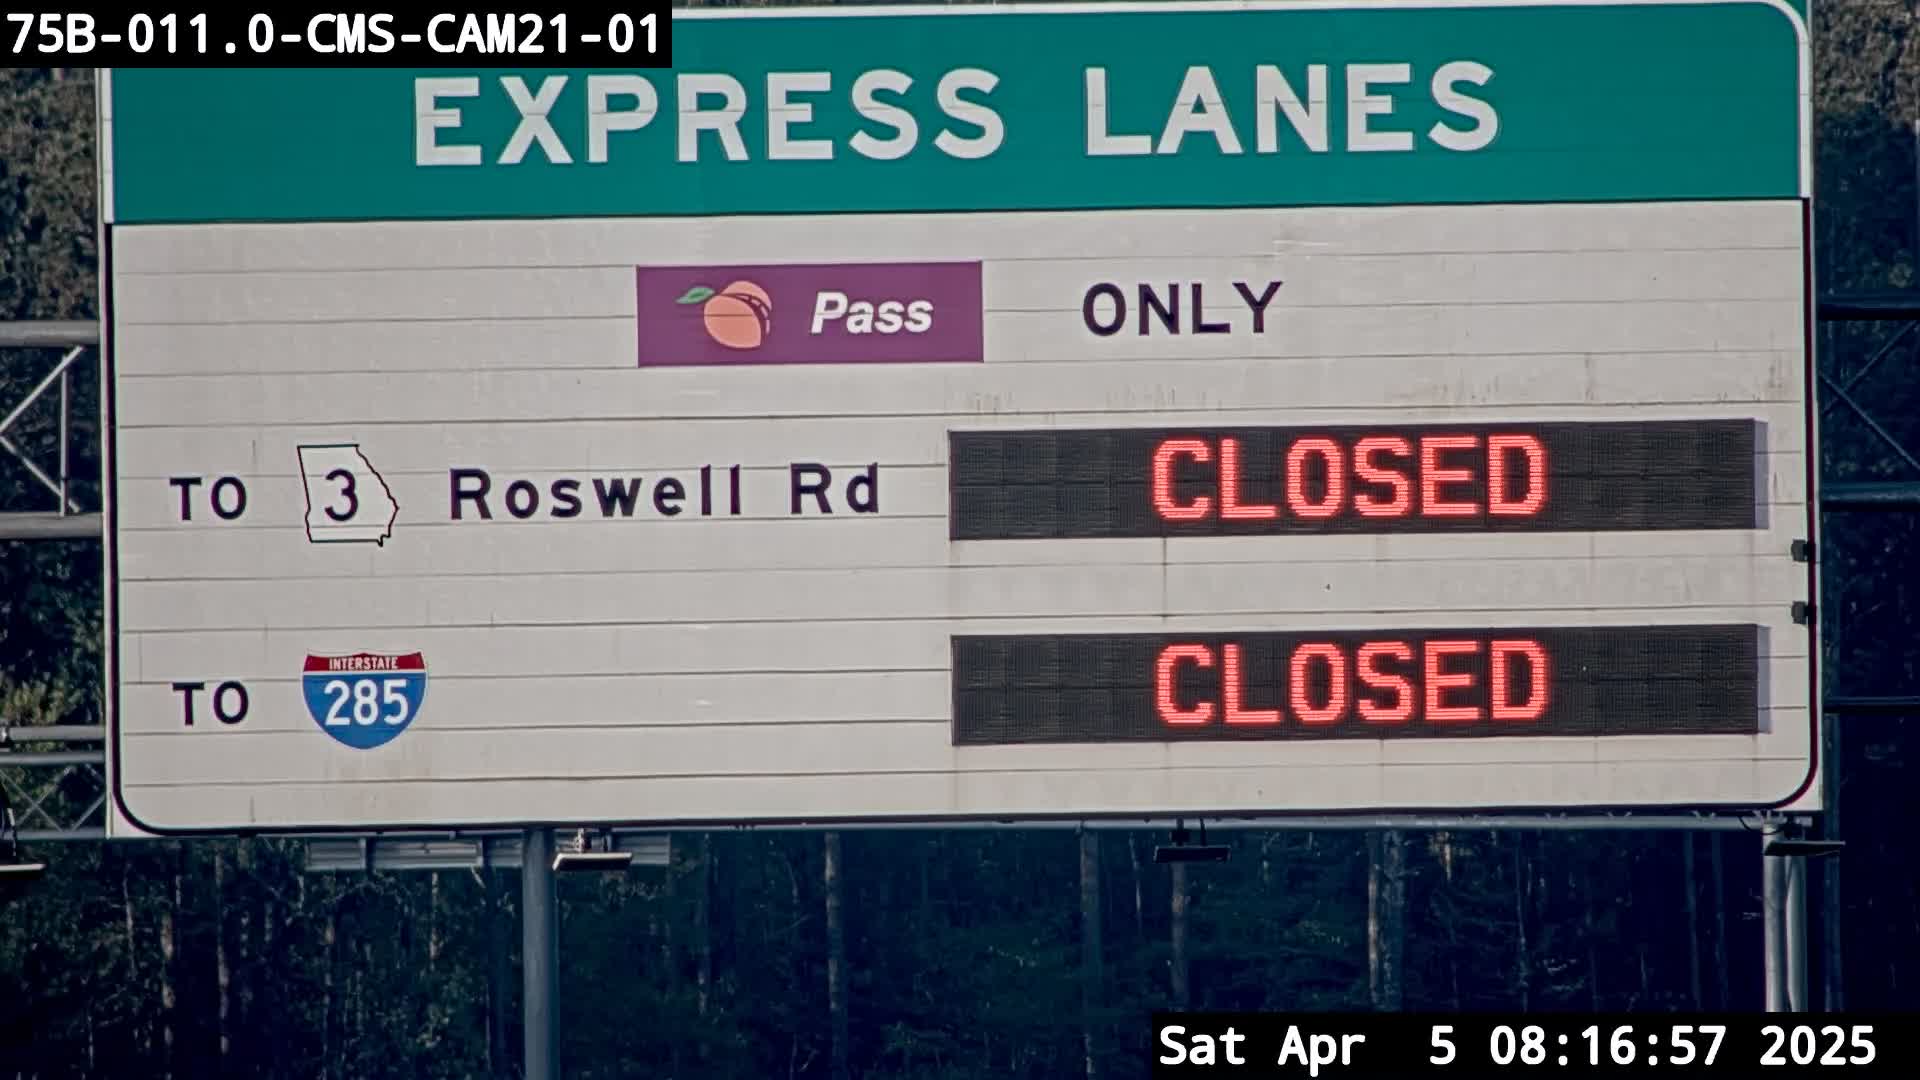 75B-011.0-CMS-CAM21-01
EXPRESS LANES
Pass ONLY
TO 3 Roswell Rd CLOSED
TO INTERSTATE 285 CLOSED
Sat Apr 5 08:16:57 2025